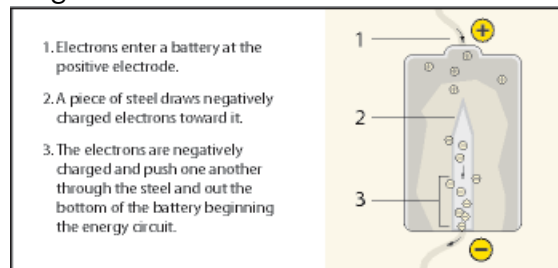 1. Electrons enter a battery at the
positive electrode.
2. A piece of steel draws negatively
charged electrons toward it.
3. The electrons are negatively
charged and push one another
through the steel and out the
bottom of the battery beginning
the energy circuit.
1
+
2
3
−